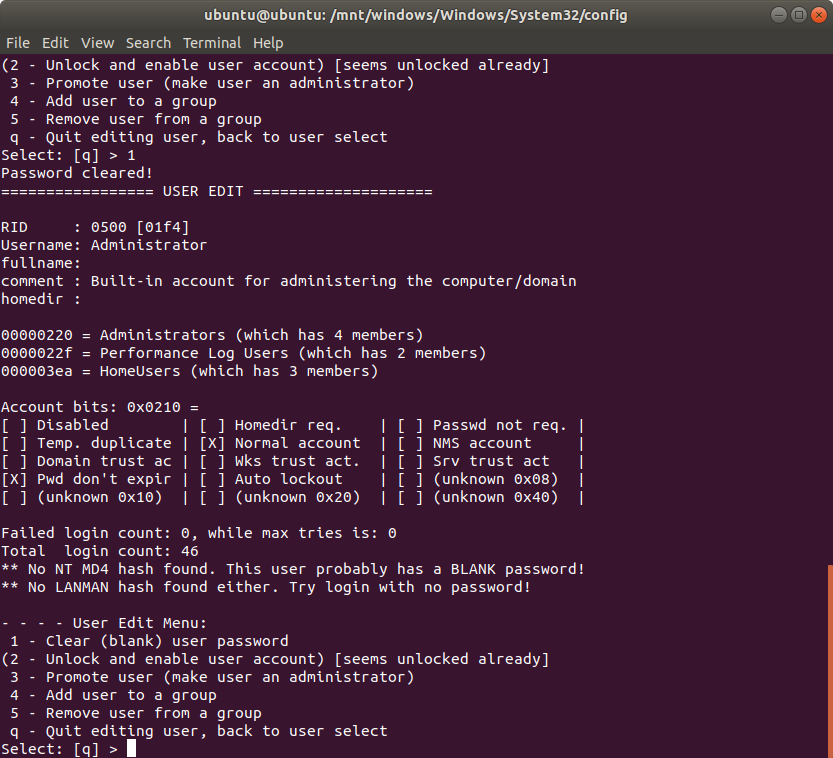 ubuntu@ubuntu: /mnt/windows/Windows/System32/config
File Edit View Search Terminal Help
(2 - Unlock and enable user account) [seems unlocked already]
 3 - Promote user (make user an administrator)
 4 - Add user to a group
 5 - Remove user from a group
 q - Quit editing user, back to user select
Select: [q] > 1
Password cleared!
================= USER EDIT ====================

RID     : 0500 [01f4]
Username: Administrator
fullname:
comment : Built-in account for administering the computer/domain
homedir :

00000220 = Administrators (which has 4 members)
0000022f = Performance Log Users (which has 2 members)
000003ea = HomeUsers (which has 3 members)

Account bits: 0x0210 =
[ ] Disabled        | [ ] Homedir req.    | [ ] Passwd not req. |
[ ] Temp. duplicate | [X] Normal account  | [ ] NMS account     |
[ ] Domain trust ac | [ ] Wks trust act.  | [ ] Srv trust act   |
[X] Pwd don't expir | [ ] Auto lockout    | [ ] (unknown 0x08)  |
[ ] (unknown 0x10)  | [ ] (unknown 0x20)  | [ ] (unknown 0x40)  |

Failed login count: 0, while max tries is: 0
Total  login count: 46
** No NT MD4 hash found. This user probably has a BLANK password!
** No LANMAN hash found either. Try login with no password!

- - - - User Edit Menu:
 1 - Clear (blank) user password
(2 - Unlock and enable user account) [seems unlocked already]
 3 - Promote user (make user an administrator)
 4 - Add user to a group
 5 - Remove user from a group
 q - Quit editing user, back to user select
Select: [q] >